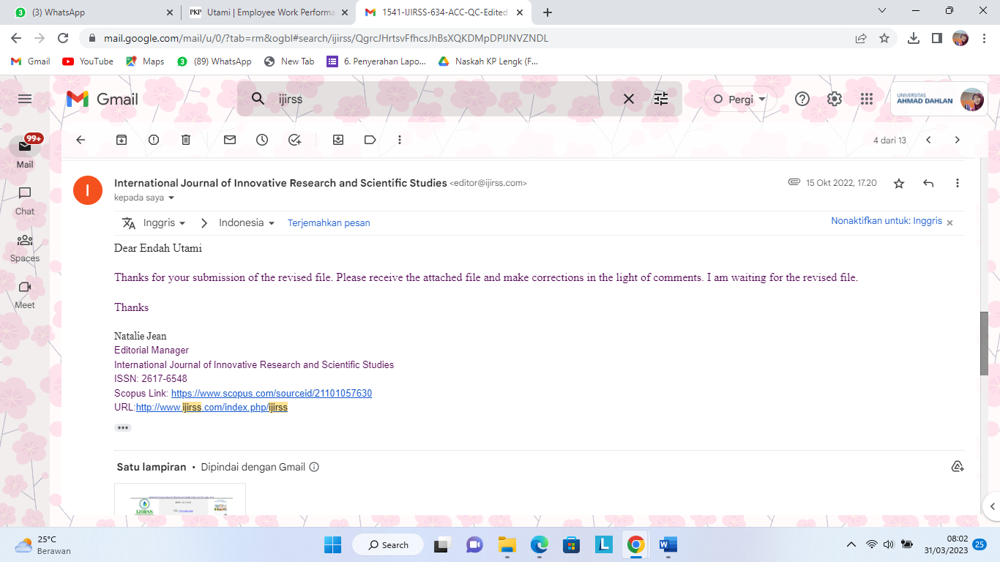 (3) WhatsApp
PKP Utami | Employee Work Performa
1541-IJIRSS-634-ACC-QC-Edited
mail.google.com/mail/u/0/?tab=rm&ogbl#search/ijirss/QgrcJHrtsvFfhcsJhBsXQKDMpDPlJNVZNDL
Gmail YouTube Maps (89) WhatsApp New Tab 6. Penyerahan Lapo... Naskah KP Lengk (F...
Gmail
ijirss
Pergi
UNIVERSITAS
AHMAD DAHLAN
99+
Mail
Chat
Spaces
Meet
4 dari 13
I
International Journal of Innovative Research and Scientific Studies <editor@ijirss.com>
15 Okt 2022, 17.20
kepada saya
Inggris Indonesia Terjemahkan pesan
Nonaktifkan untuk: Inggris
Dear Endah Utami
Thanks for your submission of the revised file. Please receive the attached file and make corrections in the light of comments. I am waiting for the revised file.
Thanks
Natalie Jean
Editorial Manager
International Journal of Innovative Research and Scientific Studies
ISSN: 2617-6548
Scopus Link: https://www.scopus.com/sourceid/21101057630
URL:http://www.ijirss.com/index.php/ijirss
Satu lampiran • Dipindai dengan Gmail
IJIRSS
25°C
Berawan
Search
08:02
31/03/2023
25